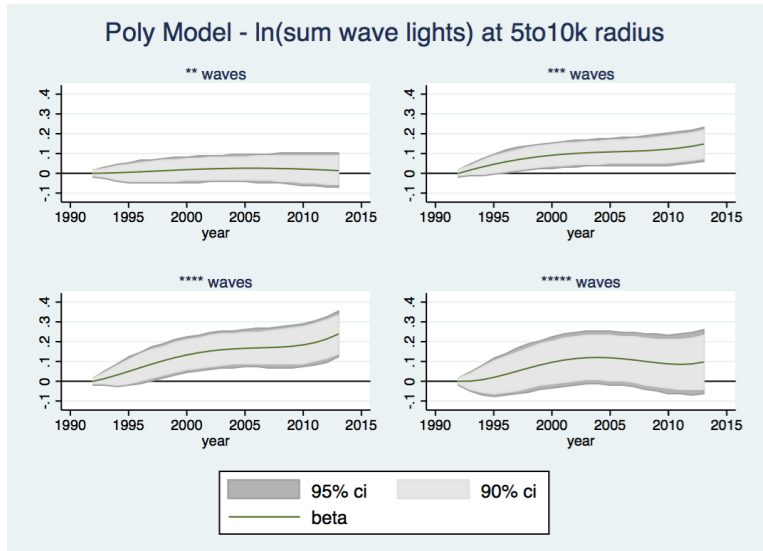 Poly Model - ln(sum wave lights) at 5to10k radius
** waves
.4
.3
.2
.1
0
-.1
1990 1995 2000 2005 2010 2015
year
*** waves
.4
.3
.2
.1
0
-.1
1990 1995 2000 2005 2010 2015
year
**** waves
.4
.3
.2
.1
0
-.1
1990 1995 2000 2005 2010 2015
year
***** waves
.4
.3
.2
.1
0
-.1
1990 1995 2000 2005 2010 2015
year
95% ci 90% ci
beta